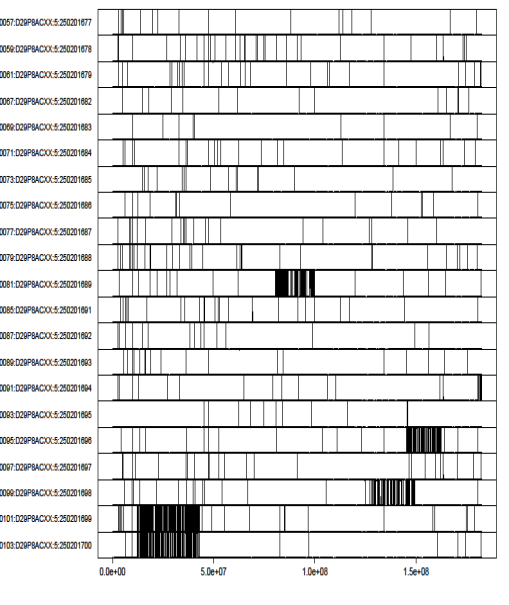 0057:D29P8ACXX:5:250201677
0059:D29P8ACXX:5:250201678
0061:D29P8ACXX:5:250201679
0067:D29P8ACXX:5:250201682
0069:D29P8ACXX:5:250201683
0071:D29P8ACXX:5:250201684
0073:D29P8ACXX:5:250201685
0075:D29P8ACXX:5:250201686
0077:D29P8ACXX:5:250201687
0079:D29P8ACXX:5:250201688
0081:D29P8ACXX:5:250201689
0085:D29P8ACXX:5:250201691
0087:D29P8ACXX:5:250201692
0089:D29P8ACXX:5:250201693
0091:D29P8ACXX:5:250201694
0093:D29P8ACXX:5:250201695
0095:D29P8ACXX:5:250201696
0097:D29P8ACXX:5:250201697
0099:D29P8ACXX:5:250201698
0101:D29P8ACXX:5:250201699
0103:D29P8ACXX:5:250201700
0.0e+00 5.0e+07 1.0e+08 1.5e+08